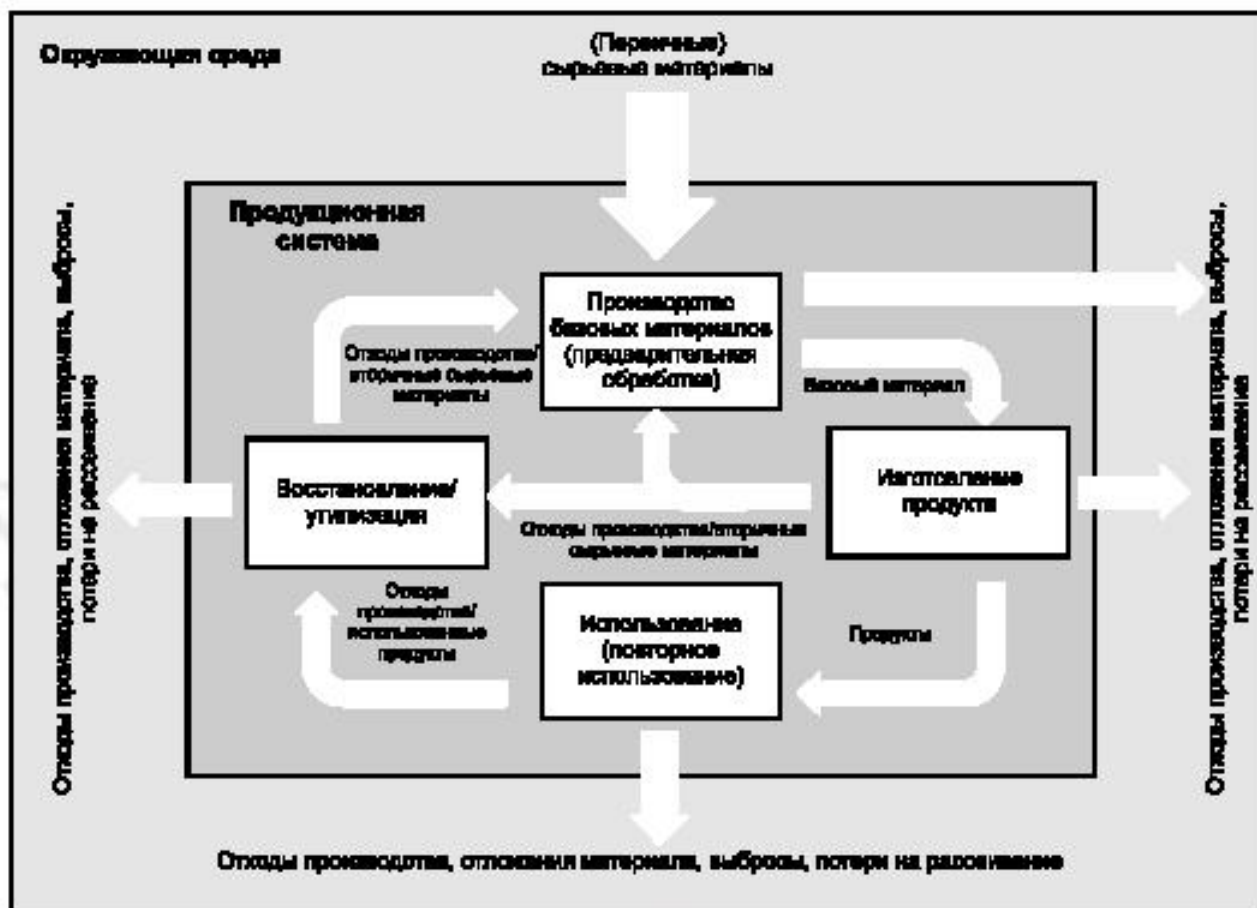 Окружающая среда
(Первичные)
сырьевые материалы
Продукционная
система
Производство
базовых материалов
(предварительная
обработка)
Отходы производства/
вторичные сырьевые
материалы
Базовый материал
Восстановление/
утилизация
Изготовление
продукта
Отходы производства/вторичные
сырьевые материалы
Отходы
производства/
использованные
продукты
Использование
(повторное
использование)
Продукты
Отходы производства, отложения материала, выбросы,
потери на рассеивание
Отходы производства, отложения материала, выбросы,
потери на рассеивание
Отходы производства, отложения материала, выбросы, потери на рассеивание